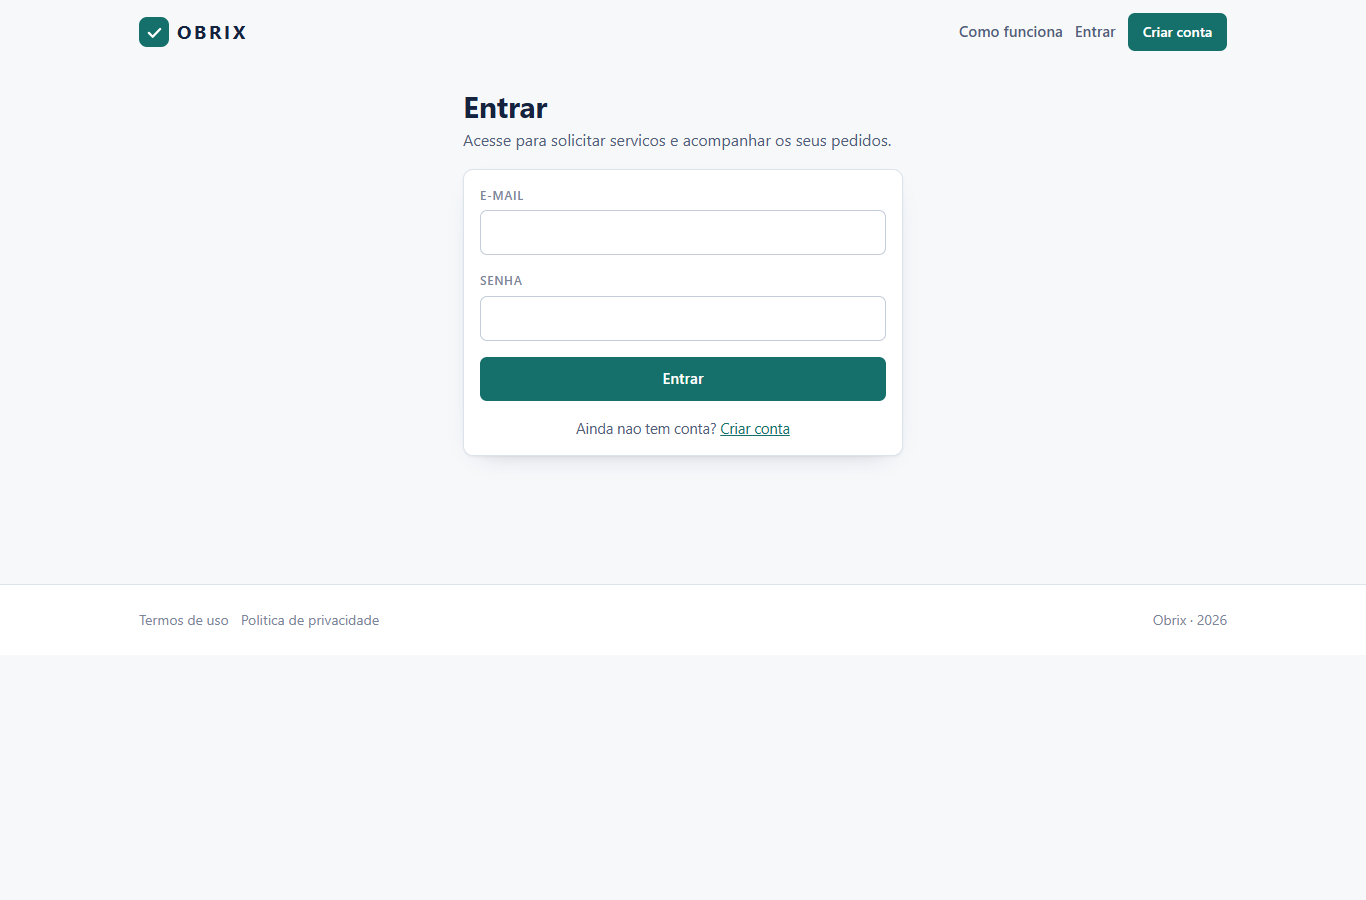 OBRIX
Como funciona Entrar Criar conta
Entrar
Acesse para solicitar servicos e acompanhar os seus pedidos.
E-MAIL
SENHA
Entrar
Ainda nao tem conta? Criar conta
Termos de uso Politica de privacidade
Obrix · 2026